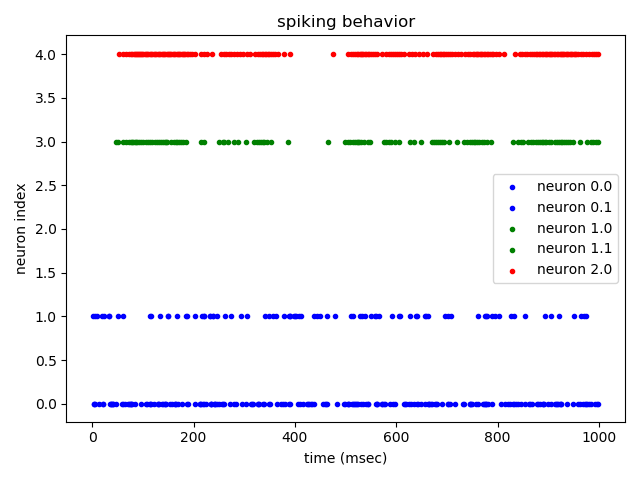 spiking behavior
4.0
3.5
3.0
2.5
2.0
1.5
1.0
0.5
0.0
neuron index
neuron 0.0
neuron 0.1
neuron 1.0
neuron 1.1
neuron 2.0
0 200 400 600 800 1000
time (msec)